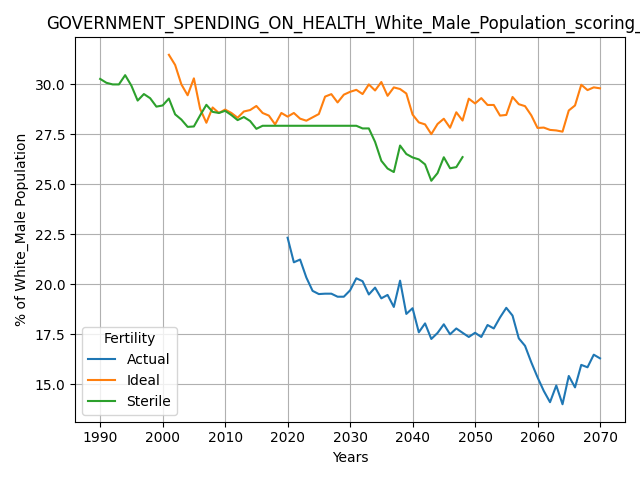 GOVERNMENT_SPENDING_ON_HEALTH_White_Male_Population_scoring_
30.0
27.5
25.0
22.5
20.0
17.5
15.0
% of White_Male Population
Fertility
Actual
Ideal
Sterile
1990 2000 2010 2020 2030 2040 2050 2060 2070
Years